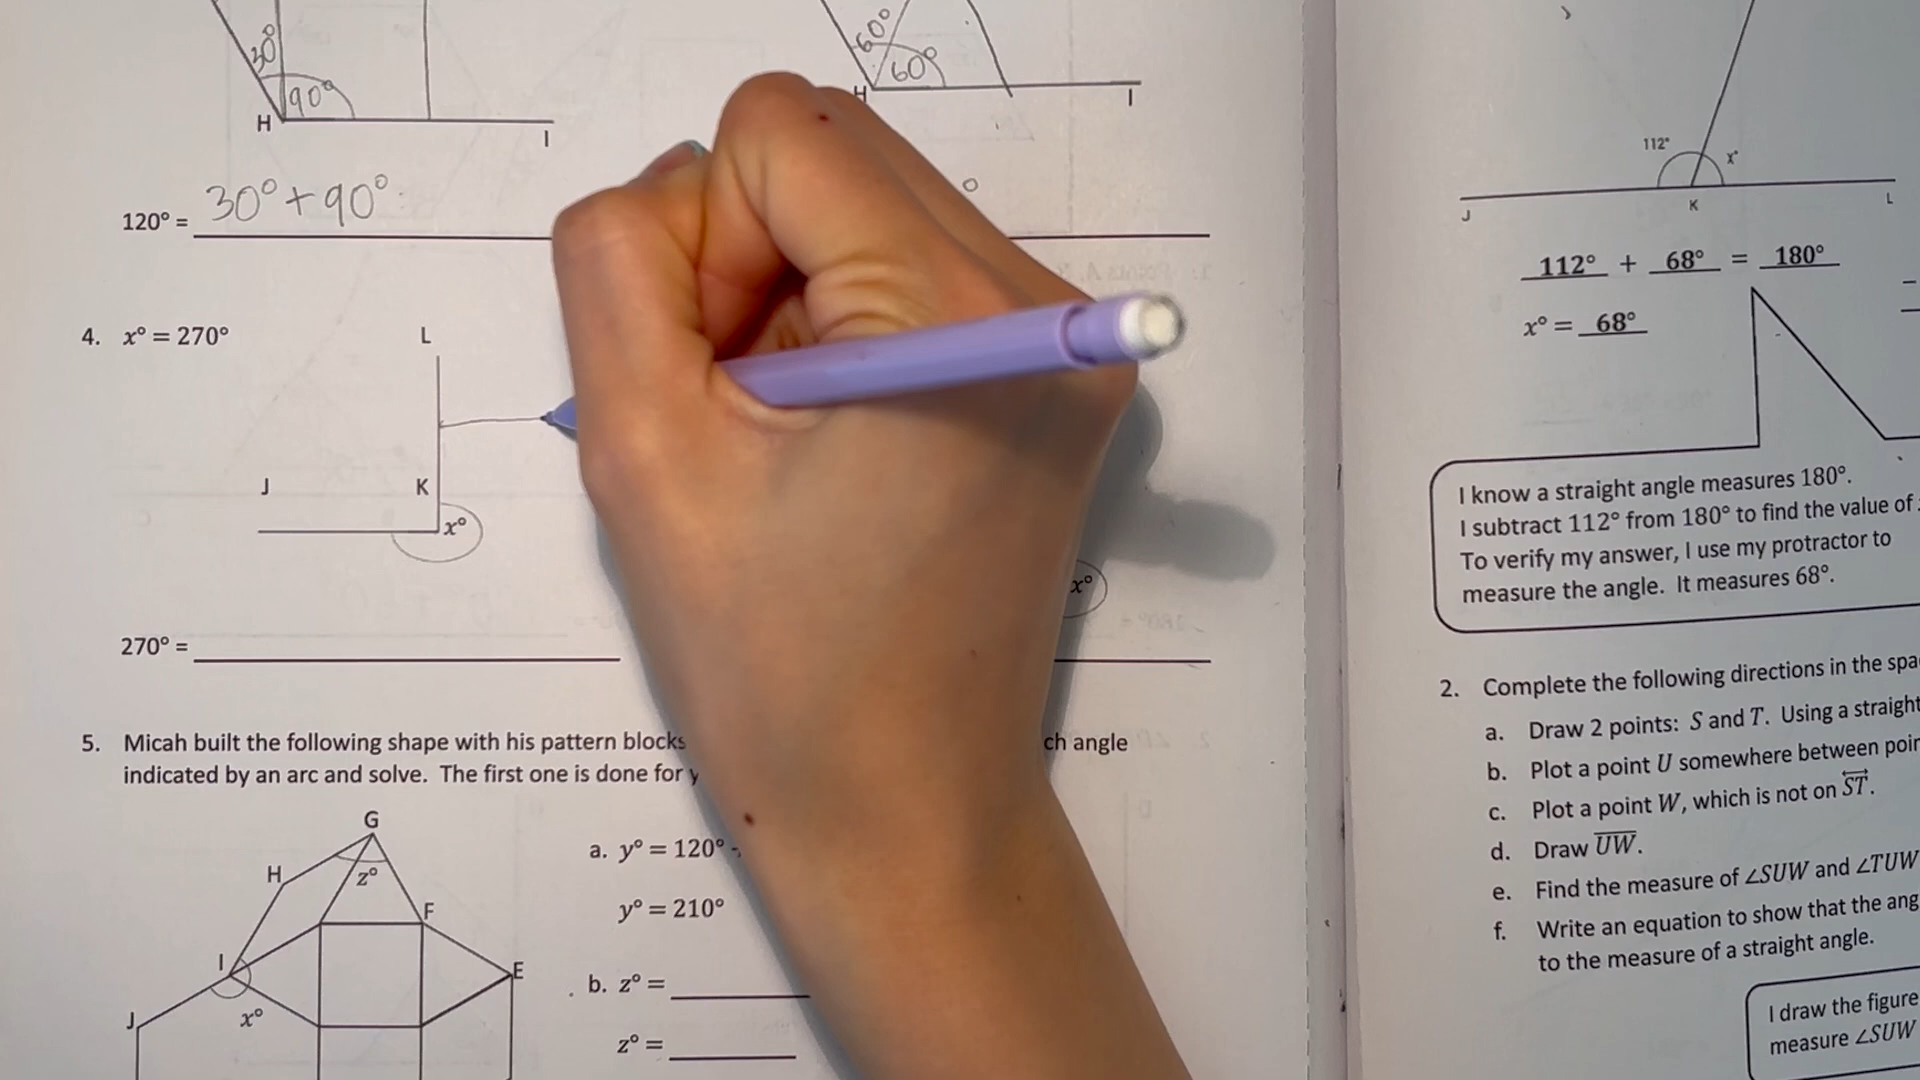 30°
90°
H
I
120° = 30° + 90°
60°
60°
H
I
4. x° = 270°
L
J
K
x°
270° =
x°
5. Micah built the following shape with his pattern blocks
ch angle
indicated by an arc and solve. The first one is done for
G
H
z°
F
I
E
J
x°
a. y° = 120°
y° = 210°
b. z° =
z° =
112°
x°
J
K
L
112° + 68° = 180°
x° = 68°
I know a straight angle measures 180°.
I subtract 112° from 180° to find the value of
To verify my answer, I use my protractor to
measure the angle. It measures 68°.
2. Complete the following directions in the
a. Draw 2 points: S and T. Using a
b. Plot a point U somewhere between
c. Plot a point W, which is not on ST.
d. Draw UW.
e. Find the measure of ∠SUW and ∠TUW
f. Write an equation to show that the
to the measure of a straight angle.
I draw the figure
measure ∠SUW